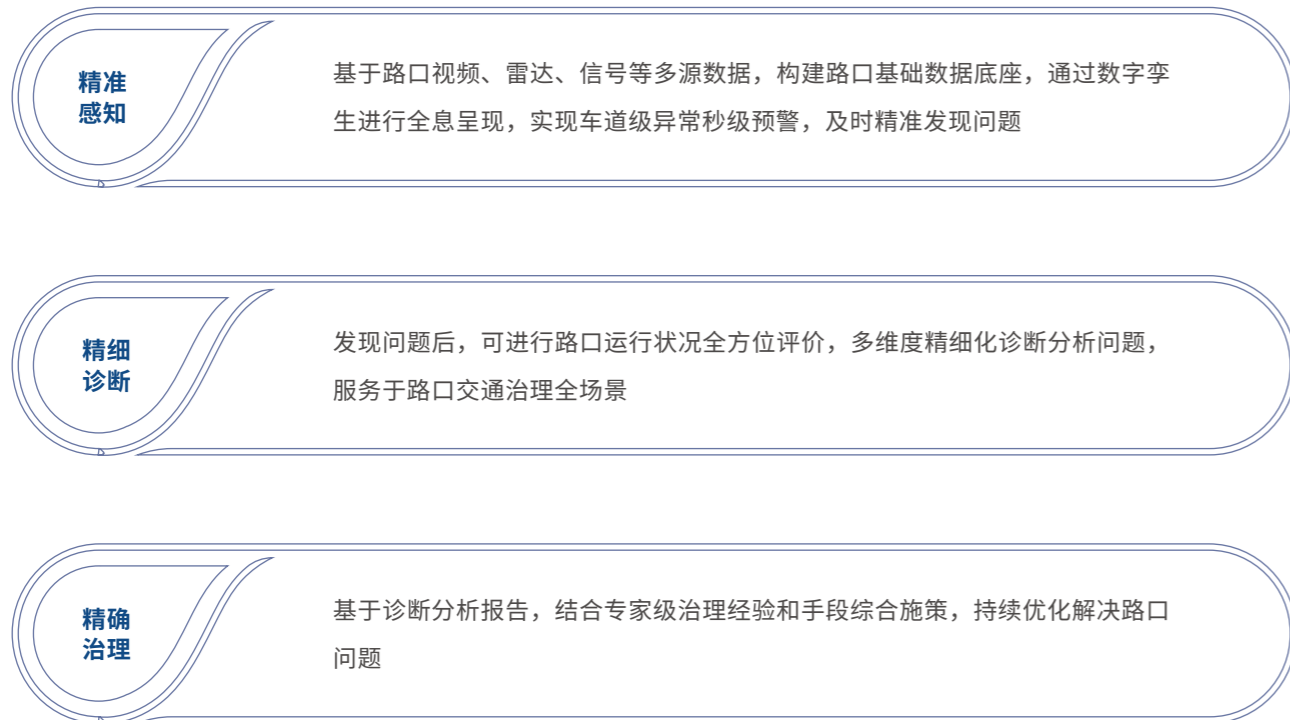 精准
感知
基于路口视频、雷达、信号等多源数据，构建路口基础数据底座，通过数字孪
生进行全息呈现，实现车道级异常秒级预警，及时精准发现问题
精细
诊断
发现问题后，可进行路口运行状况全方位评价，多维度精细化诊断分析问题，
服务于路口交通治理全场景
精确
治理
基于诊断分析报告，结合专家级治理经验和手段综合施策，持续优化解决路口
问题